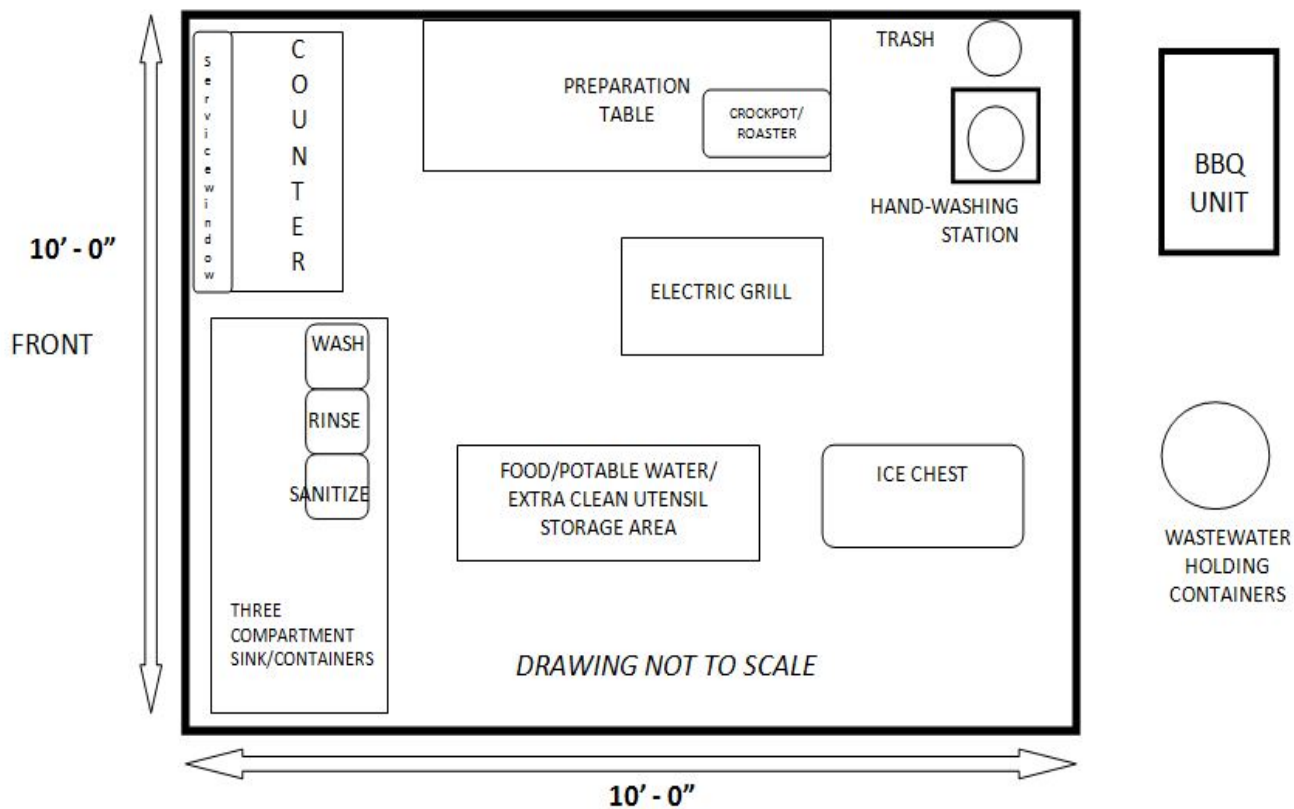 Servicewindow
COUNTER
PREPARATION
TABLE
CROCKPOT/
ROASTER
TRASH
HAND-WASHING
STATION
BBQ
UNIT
10’ - 0”
FRONT
ELECTRIC GRILL
WASH
RINSE
SANITIZE
THREE
COMPARTMENT
SINK/CONTAINERS
FOOD/POTABLE WATER/
EXTRA CLEAN UTENSIL
STORAGE AREA
ICE CHEST
WASTEWATER
HOLDING
CONTAINERS
DRAWING NOT TO SCALE
10’ - 0”